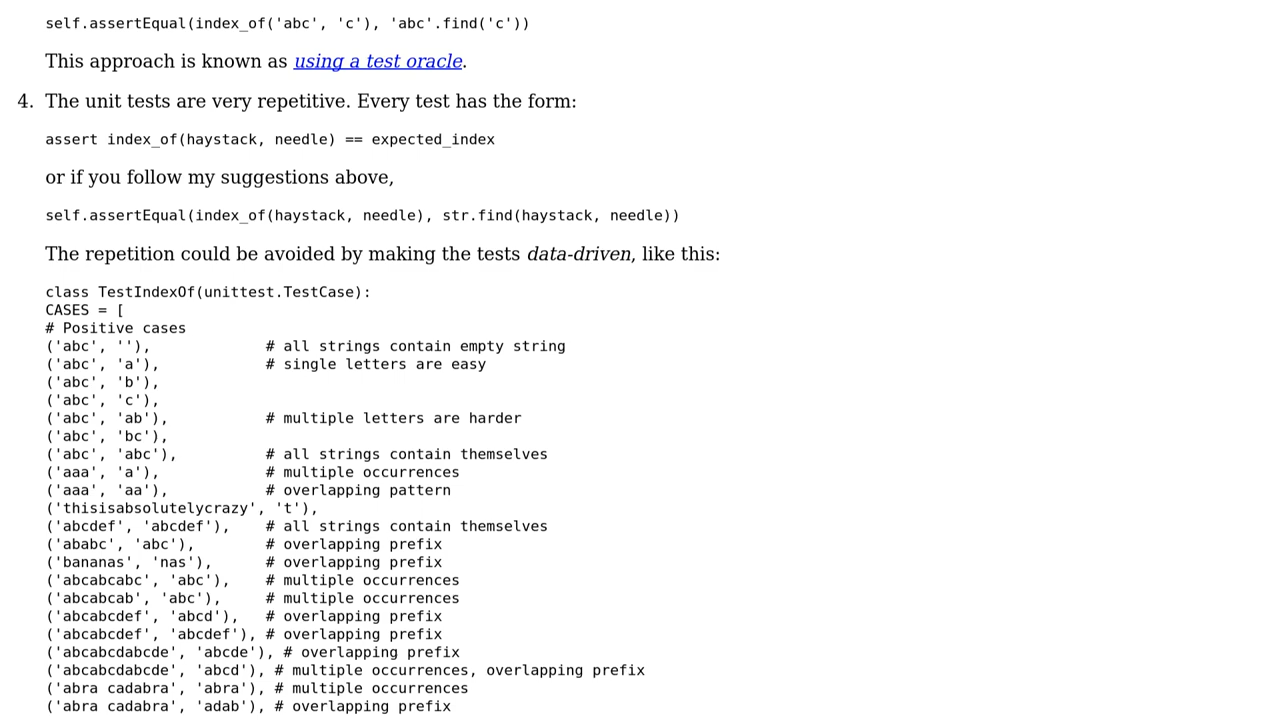 self.assertEqual(index_of('abc', 'c'), 'abc'.find('c'))
This approach is known as using a test oracle.
4. The unit tests are very repetitive. Every test has the form:
assert index_of(haystack, needle) == expected_index
or if you follow my suggestions above,
self.assertEqual(index_of(haystack, needle), str.find(haystack, needle))
The repetition could be avoided by making the tests data-driven, like this:
class TestIndexOf(unittest.TestCase):
CASES = [
# Positive cases
('abc', ''),             # all strings contain empty string
('abc', 'a'),            # single letters are easy
('abc', 'b'),
('abc', 'c'),
('abc', 'ab'),           # multiple letters are harder
('abc', 'bc'),
('abc', 'abc'),          # all strings contain themselves
('aaa', 'a'),            # multiple occurrences
('aaa', 'aa'),           # overlapping pattern
('thisisabsolutelycrazy', 't'),
('abcdef', 'abcdef'),    # all strings contain themselves
('ababc', 'abc'),        # overlapping prefix
('bananas', 'nas'),      # overlapping prefix
('abcabcabc', 'abc'),    # multiple occurrences
('abcabcab', 'abc'),     # multiple occurrences
('abcabcdef', 'abcd'),   # overlapping prefix
('abcabcdef', 'abcdef'), # overlapping prefix
('abcabcdabcde', 'abcde'), # overlapping prefix
('abcabcdabcde', 'abcd'), # multiple occurrences, overlapping prefix
('abra cadabra', 'abra'), # multiple occurrences
('abra cadabra', 'adab'), # overlapping prefix